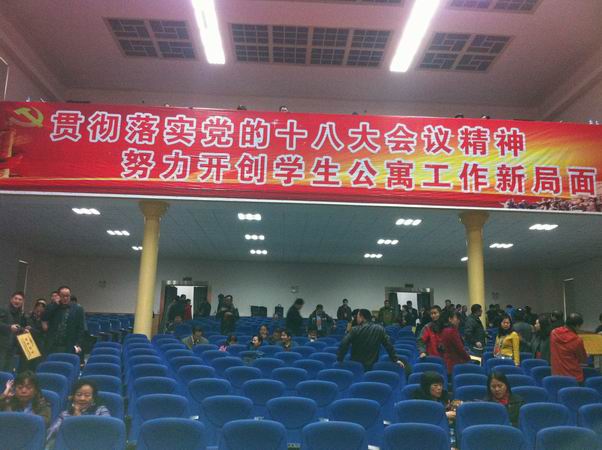 贯彻落实党的十八大会议精神
努力开创学生公寓工作新局面